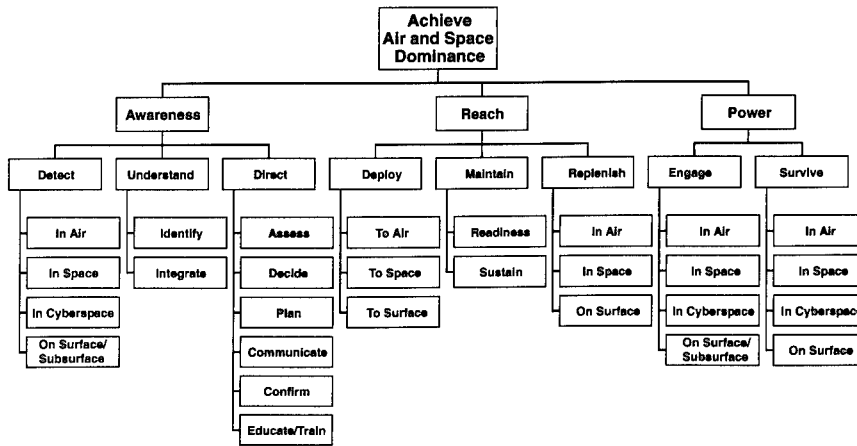 Achieve
Air and Space
Dominance
Awareness
Reach
Power
Detect
Understand
Direct
Deploy
Maintain
Replenish
Engage
Survive
In Air
In Space
In Cyberspace
On Surface/
Subsurface
Identify
Integrate
Assess
Decide
Plan
Communicate
Confirm
Educate/Train
To Air
To Space
To Surface
Readiness
Sustain
In Air
In Space
On Surface
In Air
In Space
In Cyberspace
On Surface/
Subsurface
In Air
In Space
In Cyberspace
On Surface